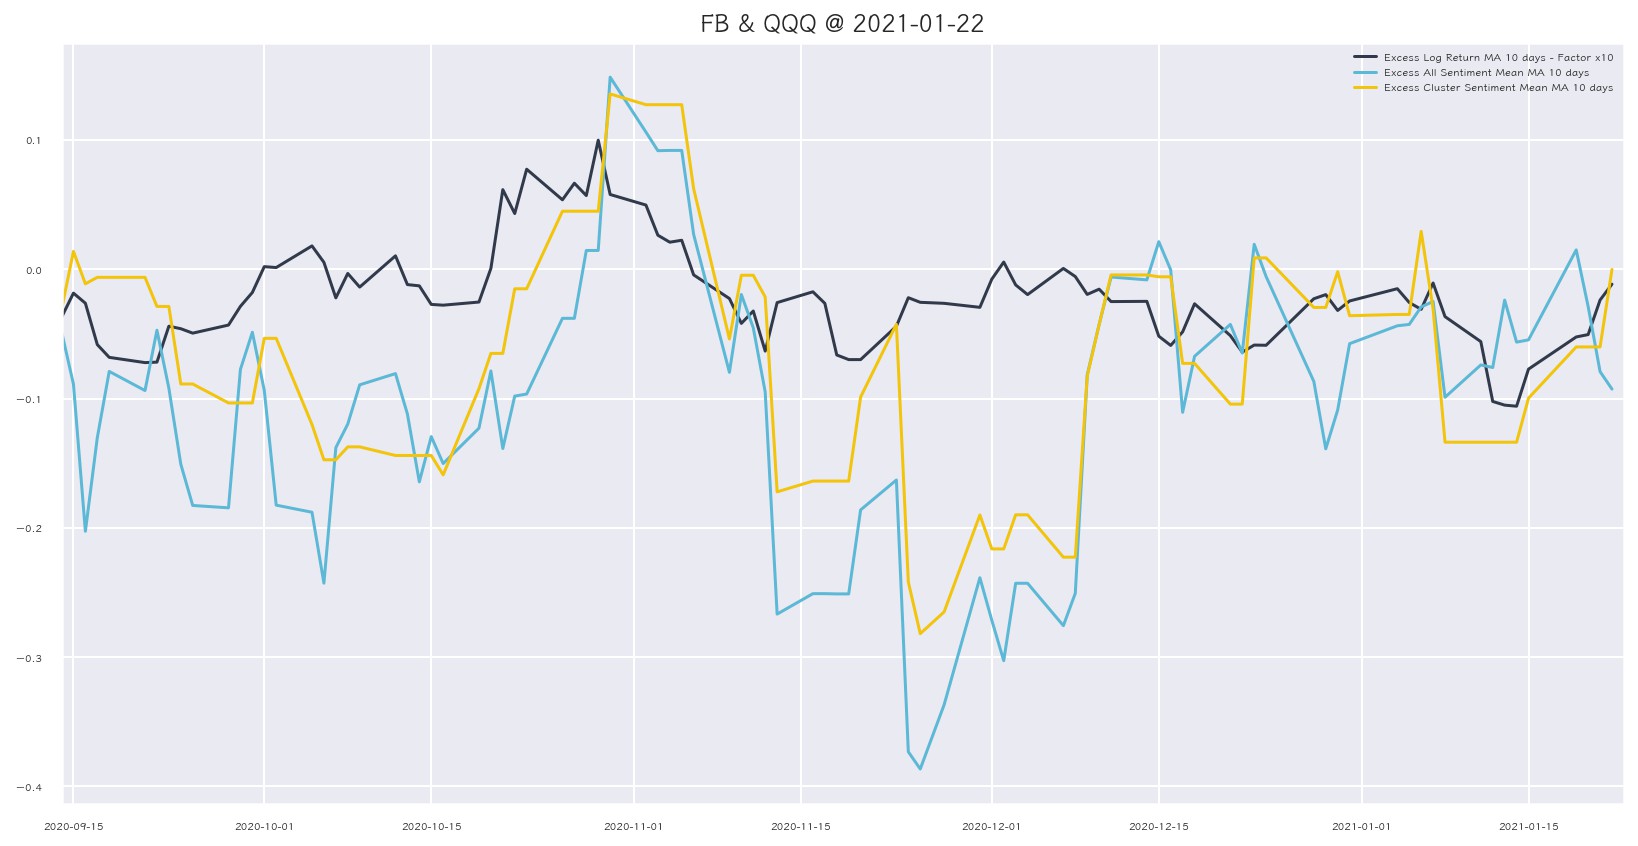 FB & QQQ @ 2021-01-22
Excess Log Return MA 10 days - Factor x10
Excess All Sentiment Mean MA 10 days
Excess Cluster Sentiment Mean MA 10 days
0.1
0.0
−0.1
−0.2
−0.3
−0.4
2020-09-15 2020-10-01 2020-10-15 2020-11-01 2020-11-15 2020-12-01 2020-12-15 2021-01-01 2021-01-15